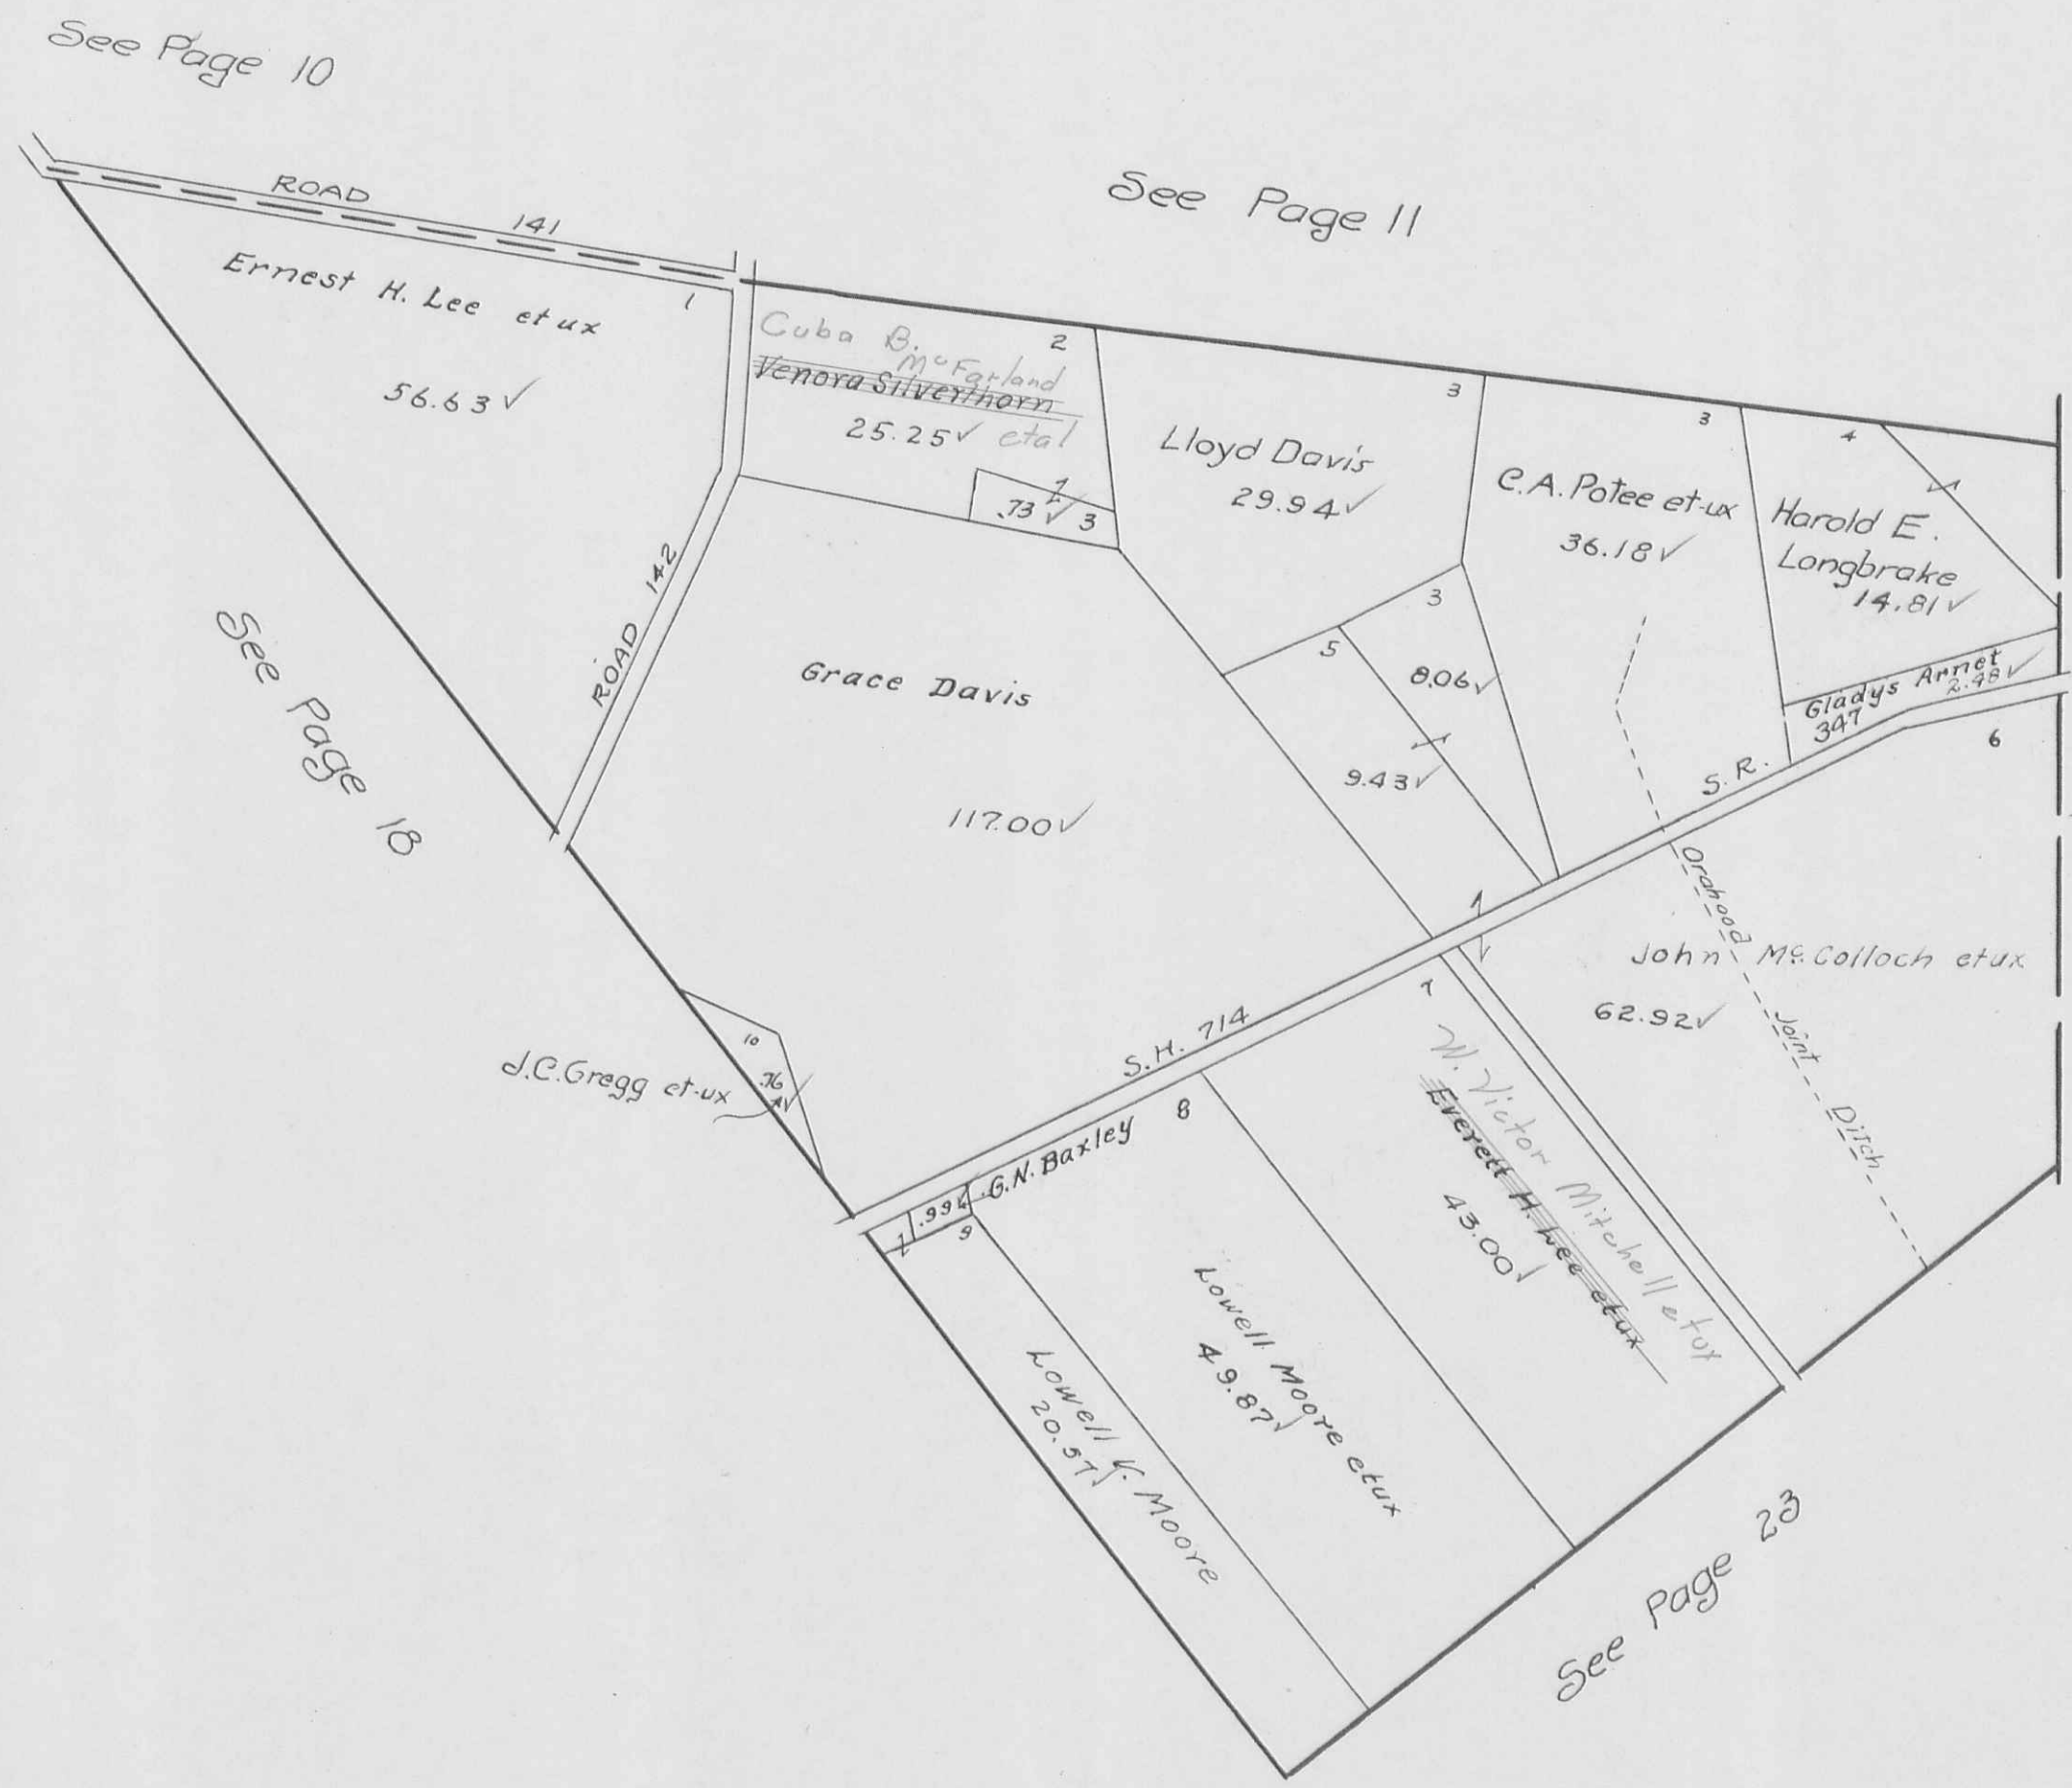 See Page 10
See Page 11
ROAD 141
Ernest H. Lee et ux
1
56.63✓
Cuba B.
McFarland
2
Venora Silverthorn
25.25✓ etal
.73✓ 3
Lloyd Davis
3
29.94✓
C.A. Potee et-ux
3
36.18✓
4
Harold E.
Longbrake
14.81✓
Gladys Arnet
2.48✓
S.R. 347
6
ROAD 142
See Page 18
Grace Davis
117.00✓
3
8.06✓
5
9.43✓
Orahood Joint Ditch
John Mc.Colloch etux
62.92✓
10
.76
J.C.Gregg et-ux
S.H. 714
7
W. Victor Mitchell etux
Everett H. Lee etux
43.00✓
8
G.N. Baxley
.99✓
9
Lowell Moore etux
49.87✓
Lowell Y. Moore
20.57✓
See Page 23